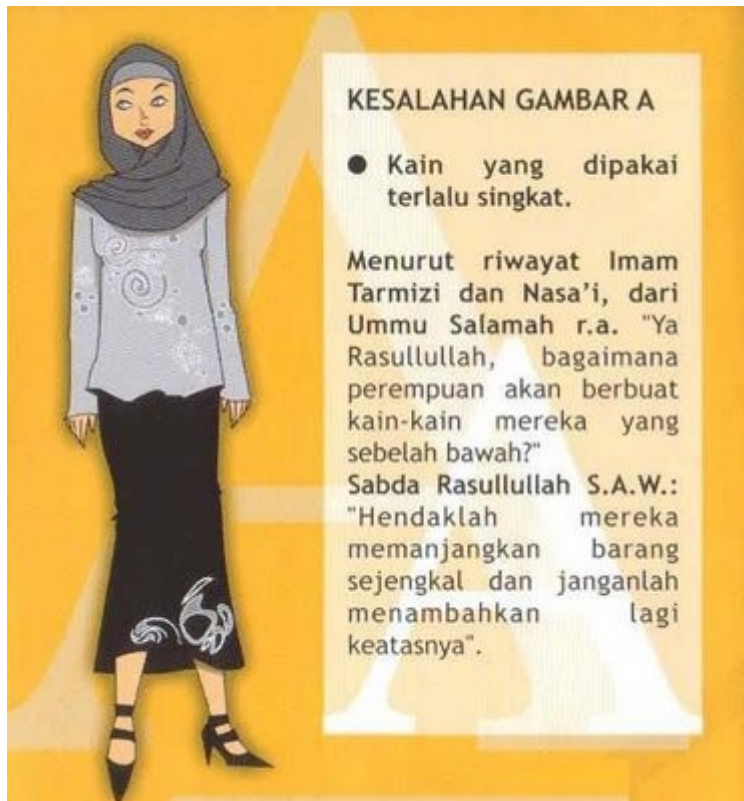 KESALAHAN GAMBAR A
● Kain yang dipakai
terlalu singkat.
Menurut riwayat Imam
Tarmizi dan Nasa'i, dari
Ummu Salamah r.a. "Ya
Rasullullah, bagaimana
perempuan akan berbuat
kain-kain mereka yang
sebelah bawah?"
Sabda Rasullullah S.A.W.:
"Hendaklah mereka
memanjangkan barang
sejengkal dan janganlah
menambahkan lagi
keatasnya".